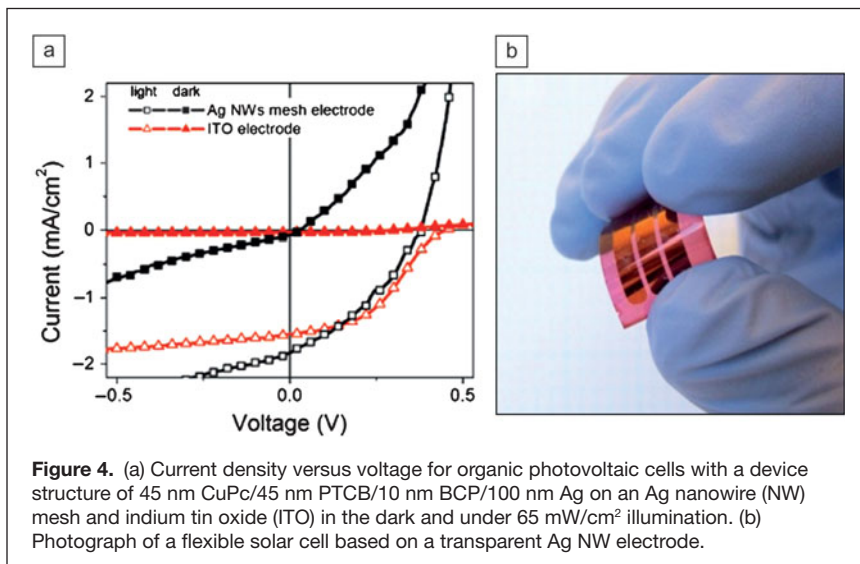 a
b
light dark
Ag NWs mesh electrode
ITO electrode
2
1
0
−1
−2
Current (mA/cm²)
−0.5 0.0 0.5
Voltage (V)
Figure 4. (a) Current density versus voltage for organic photovoltaic cells with a device
structure of 45 nm CuPc/45 nm PTCB/10 nm BCP/100 nm Ag on an Ag nanowire (NW)
mesh and indium tin oxide (ITO) in the dark and under 65 mW/cm² illumination. (b)
Photograph of a flexible solar cell based on a transparent Ag NW electrode.